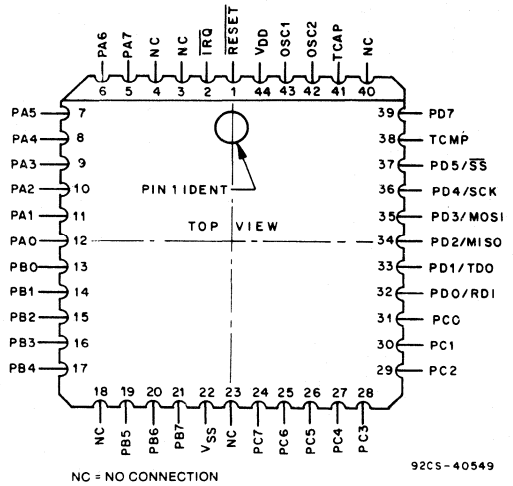 PA6 PA7 NC NC IRQ RESET VDD OSC1 OSC2 TCAP NC
6 5 4 3 2 1 44 43 42 41 40
PA5 7
PA4 8
PA3 9
PA2 10
PA1 11
PA0 12
PB0 13
PB1 14
PB2 15
PB3 16
PB4 17
PIN 1 IDENT
TOP VIEW
39 PD7
38 TCMP
37 PD5/SS
36 PD4/SCK
35 PD3/MOSI
34 PD2/MISO
33 PD1/TDO
32 PD0/RDI
31 PC0
30 PC1
29 PC2
18 19 20 21 22 23 24 25 26 27 28
NC PB5 PB6 PB7 VSS NC PC7 PC6 PC5 PC4 PC3
NC = NO CONNECTION
92CS-40549